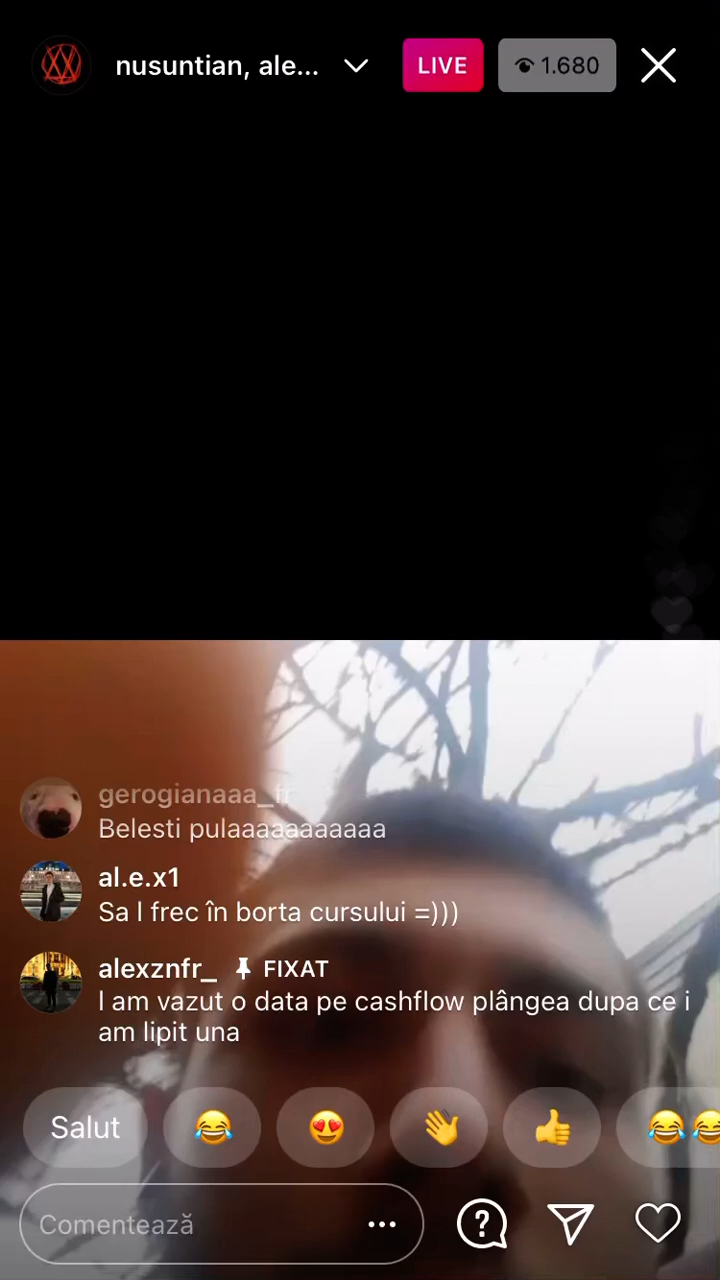 nusuntian, ale...
LIVE
1.680
gerogianaaa_fr
Belesti pulaaaaaaaaaaa
al.e.x1
Sa l frec în borta cursului =)))
alexznfr_ FIXAT
l am vazut o data pe cashflow plângea dupa ce i
am lipit una
Salut
Comentează